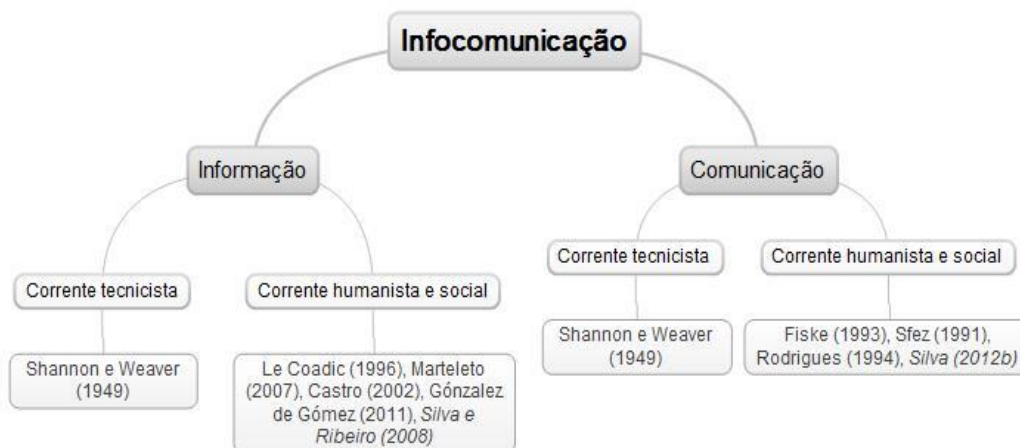 Infocomunicação
Informação
Comunicação
Corrente tecnicista
Corrente humanista e social
Corrente tecnicista
Corrente humanista e social
Shannon e Weaver
(1949)
Le Coadic (1996), Marteleto
(2007), Castro (2002), Gónzalez
de Gómez (2011), Silva e
Ribeiro (2008)
Shannon e Weaver
(1949)
Fiske (1993), Sfez (1991),
Rodrigues (1994), Silva (2012b)